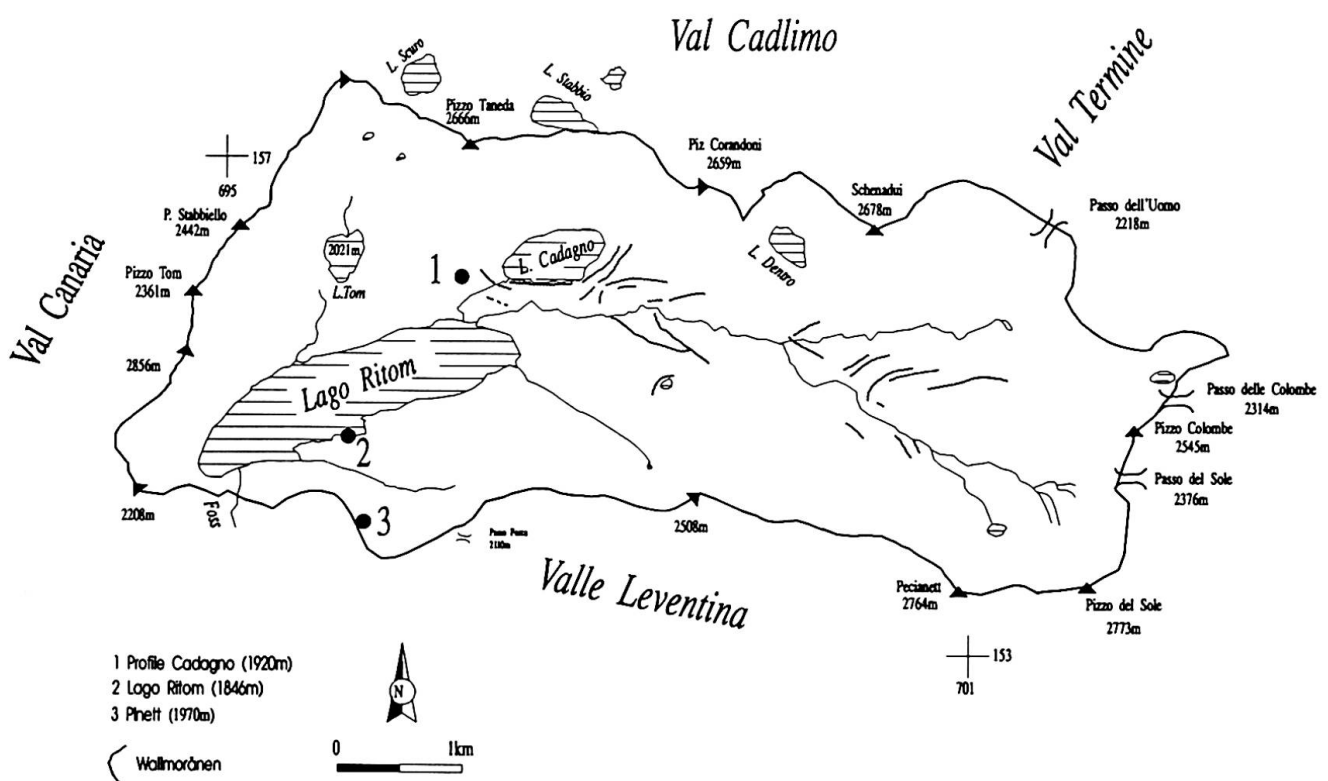 Val Cadlimo
Val Termine
L. Scuro
L. Stabbio
Pizzo Taneda
2666m
Piz Corandoni
2659m
157
695
Schenadui
2678m
Passo dell'Uomo
2218m
P. Stabbiello
2442m
Val Canaria
2021m
L. Cadagno
L. Dentro
Pizzo Tom
2361m
1
L.Tom
2856m
Lago Ritom
Passo delle Colombe
2314m
Pizzo Colombe
2545m
2
Passo del Sole
2376m
2208m
Foss
3
2508m
2110m
Valle Leventina
Pecianett
2764m
Pizzo del Sole
2773m
153
701
1 Profile Cadagno (1920m)
2 Lago Ritom (1846m)
3 Pinett (1970m)
N
0 1km
Wallmoränen